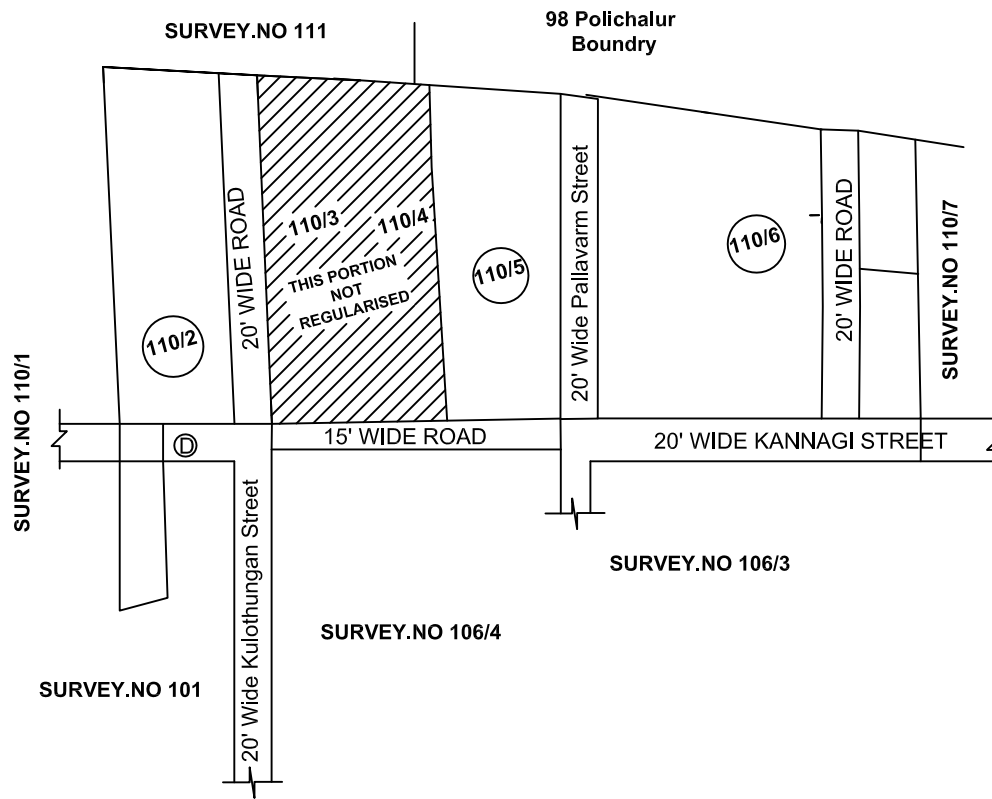 SURVEY.NO 111
98 Polichalur
Boundry
110/3
110/4
THIS PORTION
NOT
REGULARISED
110/2
20' WIDE ROAD
110/5
20' Wide Pallavarm Street
110/6
20' WIDE ROAD
SURVEY.NO 110/7
SURVEY.NO 110/1
D
15' WIDE ROAD
20' WIDE KANNAGI STREET
20' Wide Kulothungan Street
SURVEY.NO 106/3
SURVEY.NO 106/4
SURVEY.NO 101